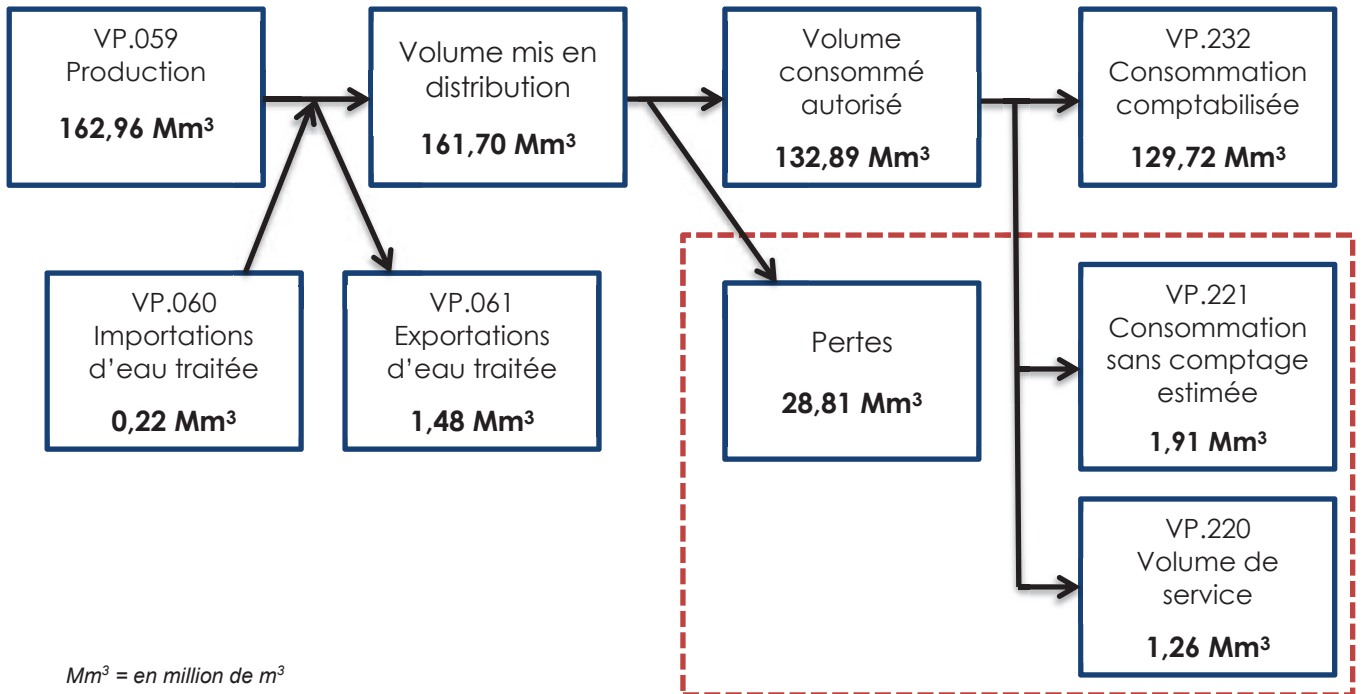 VP.059
Production
162,96 Mm³
Volume mis en
distribution
161,70 Mm³
Volume
consommé
autorisé
132,89 Mm³
VP.232
Consommation
comptabilisée
129,72 Mm³
VP.060
Importations
d’eau traitée
0,22 Mm³
VP.061
Exportations
d’eau traitée
1,48 Mm³
Pertes
28,81 Mm³
VP.221
Consommation
sans comptage
estimée
1,91 Mm³
VP.220
Volume de
service
1,26 Mm³
Mm³ = en million de m³